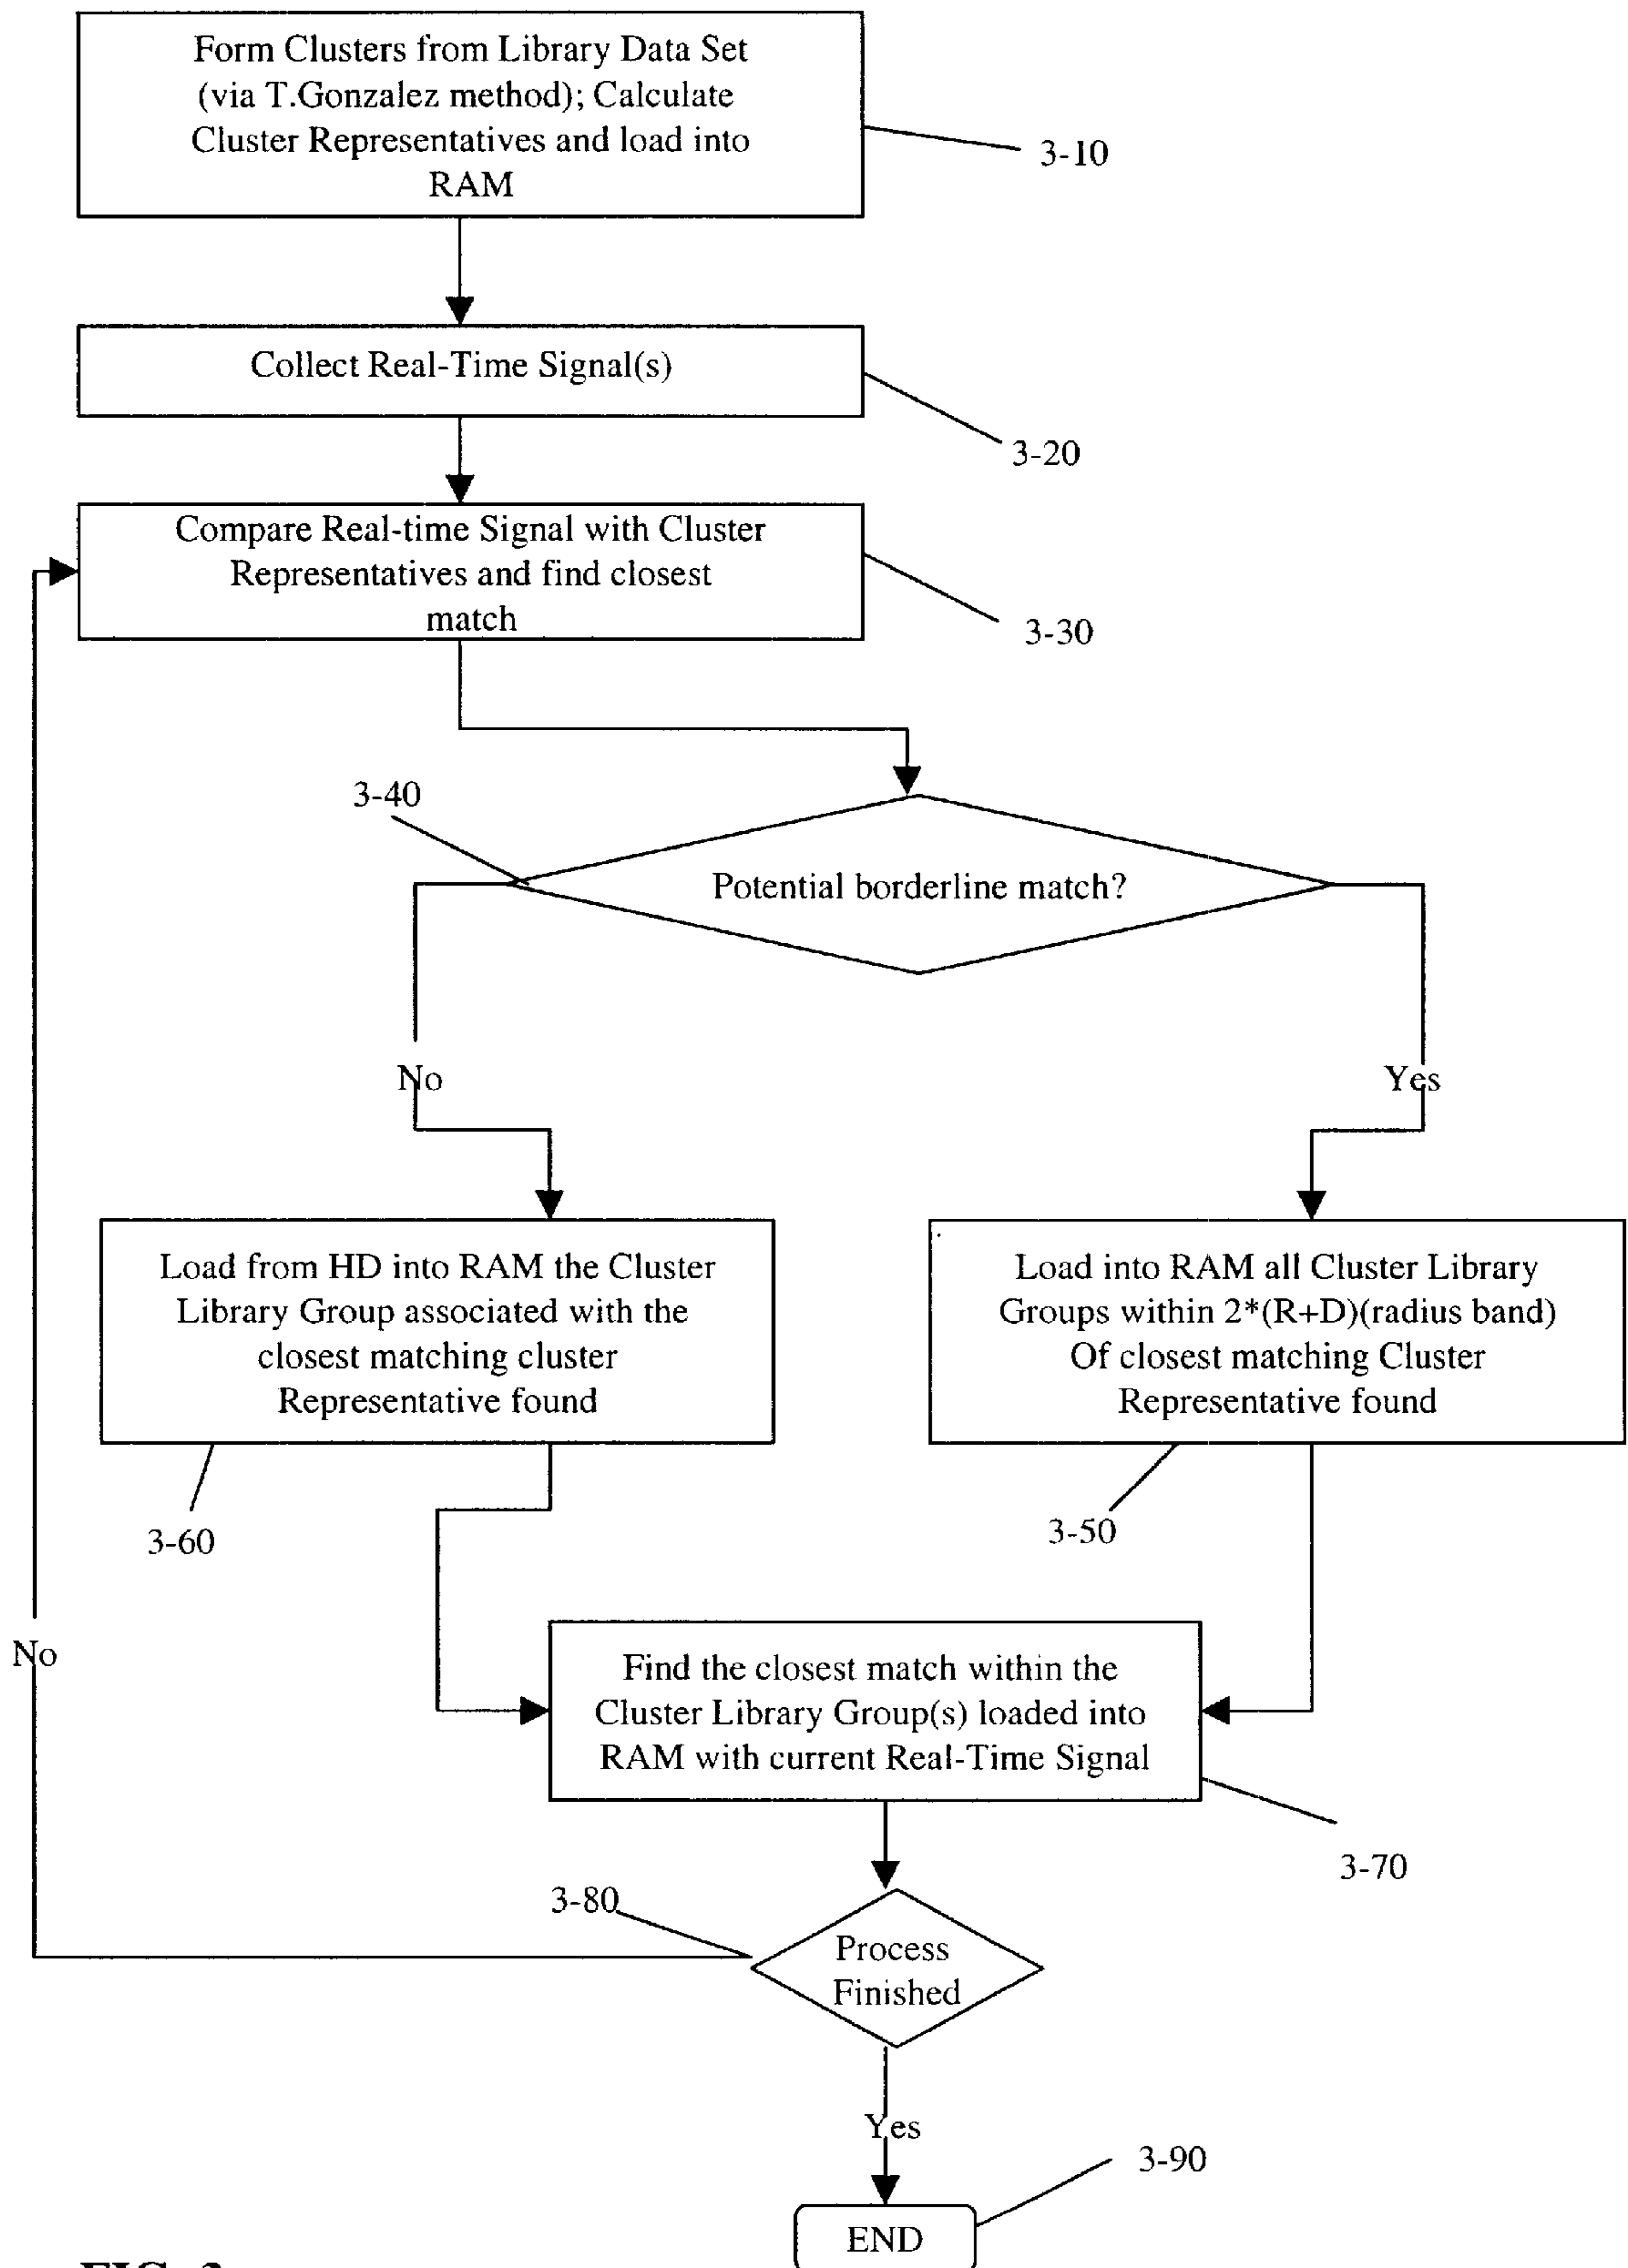 Form Clusters from Library Data Set
(via T.Gonzalez method); Calculate
Cluster Representatives and load into
RAM
3-10
Collect Real-Time Signal(s)
3-20
Compare Real-time Signal with Cluster
Representatives and find closest
match
3-30
3-40
Potential borderline match?
No
Yes
Load from HD into RAM the Cluster
Library Group associated with the
closest matching cluster
Representative found
Load into RAM all Cluster Library
Groups within 2*(R+D)(radius band)
Of closest matching Cluster
Representative found
3-60
3-50
No
Find the closest match within the
Cluster Library Group(s) loaded into
RAM with current Real-Time Signal
3-70
3-80
Process
Finished
Yes
3-90
END